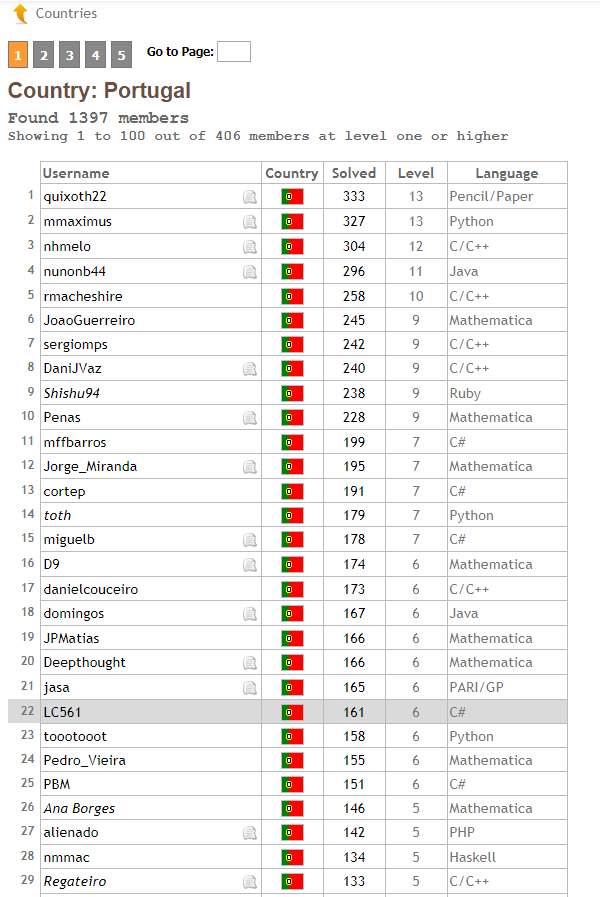 Countries
1 2 3 4 5 Go to Page:
Country: Portugal
Found 1397 members
Showing 1 to 100 out of 406 members at level one or higher
Username Country Solved Level Language
1 quixoth22 333 13 Pencil/Paper
2 mmaximus 327 13 Python
3 nhmelo 304 12 C/C++
4 nunonb44 296 11 Java
5 rmacheshire 258 10 C/C++
6 JoaoGuerreiro 245 9 Mathematica
7 sergiomps 242 9 C/C++
8 DaniJVaz 240 9 C/C++
9 Shishu94 238 9 Ruby
10 Penas 228 9 Mathematica
11 mffbarros 199 7 C#
12 Jorge_Miranda 195 7 Mathematica
13 cortep 191 7 C#
14 toth 179 7 Python
15 miguelb 178 7 C#
16 D9 174 6 Mathematica
17 danielcouceiro 173 6 C/C++
18 domingos 167 6 Java
19 JPMatias 166 6 Mathematica
20 Deepthought 166 6 Mathematica
21 jasa 165 6 PARI/GP
22 LC561 161 6 C#
23 toootooot 158 6 Python
24 Pedro_Vieira 155 6 Mathematica
25 PBM 151 6 C#
26 Ana Borges 146 5 Mathematica
27 alienado 142 5 PHP
28 nmmac 134 5 Haskell
29 Regateiro 133 5 C/C++